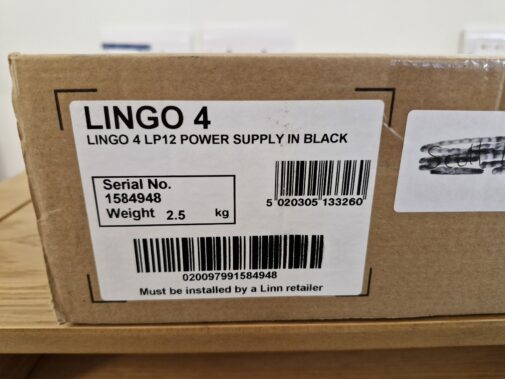 LINGO 4
LINGO 4 LP12 POWER SUPPLY IN BLACK
Serial No.
1584948
Weight 2.5 kg
5 020305 133260
020097991584948
Must be installed by a Linn retailer